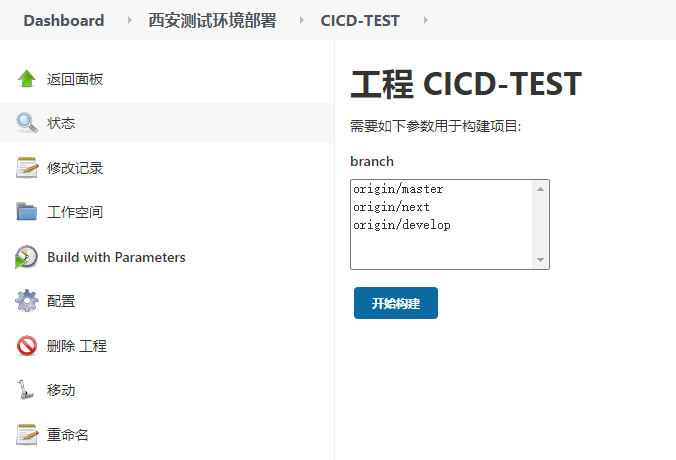 Dashboard 西安测试环境部署 CICD-TEST
返回面板
状态
修改记录
工作空间
Build with Parameters
配置
删除 工程
移动
重命名
工程 CICD-TEST
需要如下参数用于构建项目:
branch
origin/master
origin/next
origin/develop
开始构建